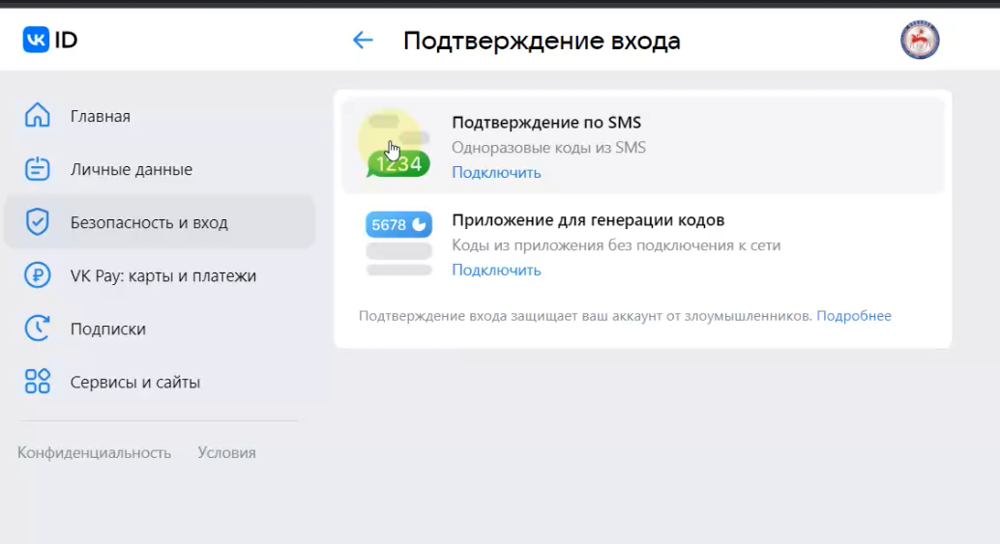 VK ID
Подтверждение входа
Главная
Личные данные
Безопасность и вход
VK Pay: карты и платежи
Подписки
Сервисы и сайты
Конфиденциальность
Условия
1234
Подтверждение по SMS
Одноразовые коды из SMS
Подключить
5678
Приложение для генерации кодов
Коды из приложения без подключения к сети
Подключить
Подтверждение входа защищает ваш аккаунт от злоумышленников. Подробнее